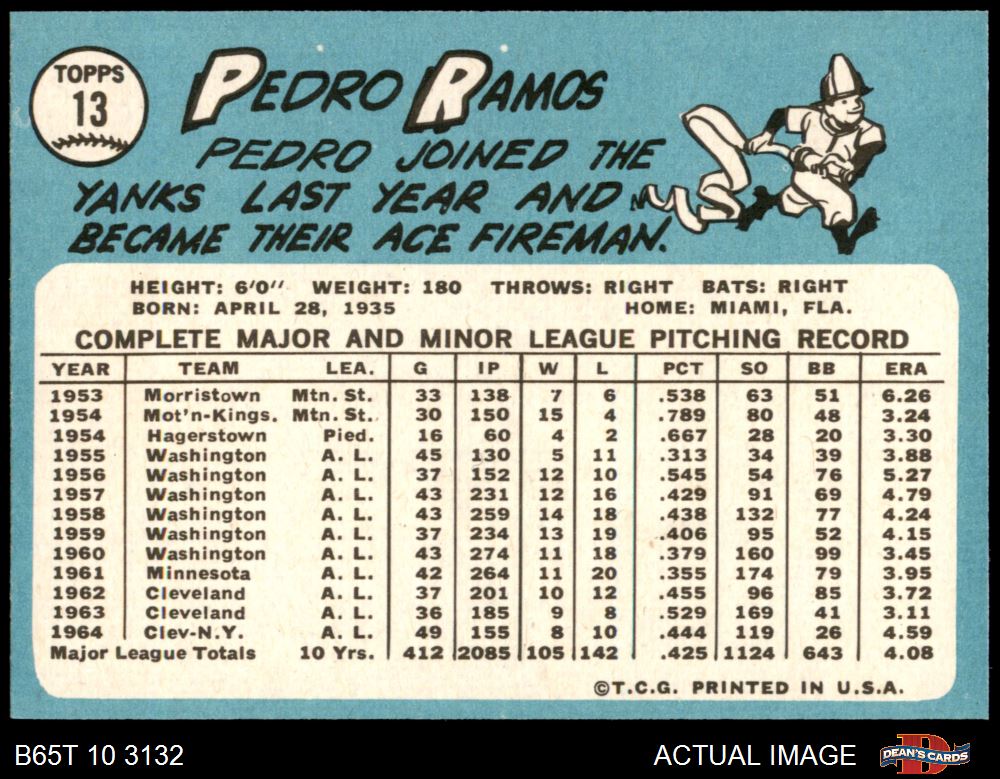 TOPPS
13
PEDRO RAMOS
PEDRO JOINED THE
YANKS LAST YEAR AND
BECAME THEIR ACE FIREMAN.
HEIGHT: 6'0" WEIGHT: 180 THROWS: RIGHT BATS: RIGHT
BORN: APRIL 28, 1935 HOME: MIAMI, FLA.
COMPLETE MAJOR AND MINOR LEAGUE PITCHING RECORD
YEAR TEAM LEA. G IP W L PCT SO BB ERA
1953 Morristown Mtn. St. 33 138 7 6 .538 63 51 6.26
1954 Mot'n-Kings. Mtn. St. 30 150 15 4 .789 80 48 3.24
1954 Hagerstown Pied. 16 60 4 2 .667 28 20 3.30
1955 Washington A. L. 45 130 5 11 .313 34 39 3.88
1956 Washington A. L. 37 152 12 10 .545 54 76 5.27
1957 Washington A. L. 43 231 12 16 .429 91 69 4.79
1958 Washington A. L. 43 259 14 18 .438 132 77 4.24
1959 Washington A. L. 37 234 13 19 .406 95 52 4.15
1960 Washington A. L. 43 274 11 18 .379 160 99 3.45
1961 Minnesota A. L. 42 264 11 20 .355 174 79 3.95
1962 Cleveland A. L. 37 201 10 12 .455 96 85 3.72
1963 Cleveland A. L. 36 185 9 8 .529 169 41 3.11
1964 Clev-N.Y. A. L. 49 155 8 10 .444 119 26 4.59
Major League Totals 10 Yrs. 412 2085 105 142 .425 1124 643 4.08
©T.C.G. PRINTED IN U.S.A.
B65T 10 3132 ACTUAL IMAGE DEAN'S CARDS